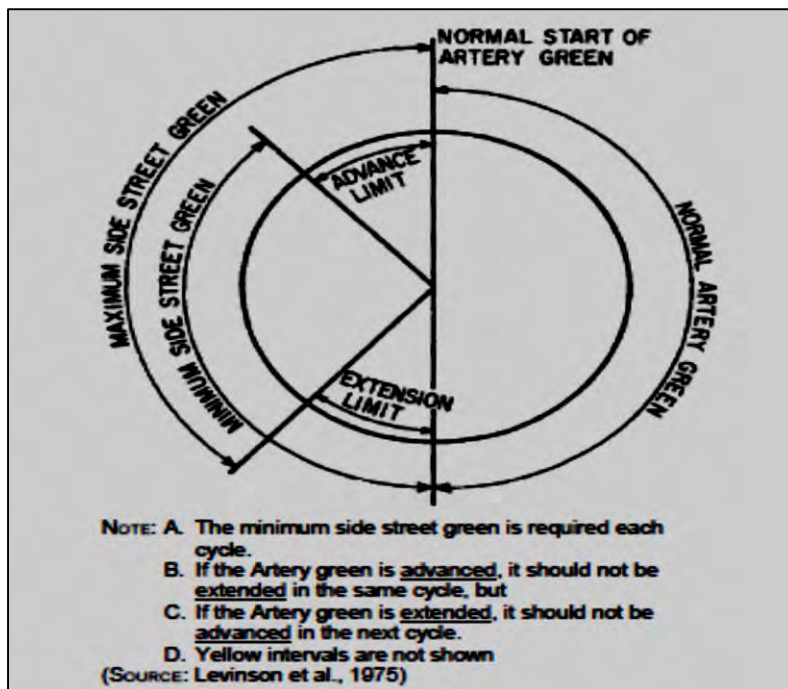 NORMAL START OF
ARTERY GREEN
MAXIMUM SIDE STREET GREEN
MINIMUM SIDE STREET GREEN
ADVANCE
LIMIT
NORMAL ARTERY GREEN
EXTENSION
LIMIT
NOTE: A. The minimum side street green is required each
cycle.
B. If the Artery green is advanced, it should not be
extended in the same cycle, but
C. If the Artery green is extended, it should not be
advanced in the next cycle.
D. Yellow intervals are not shown
(SOURCE: Levinson et al., 1975)